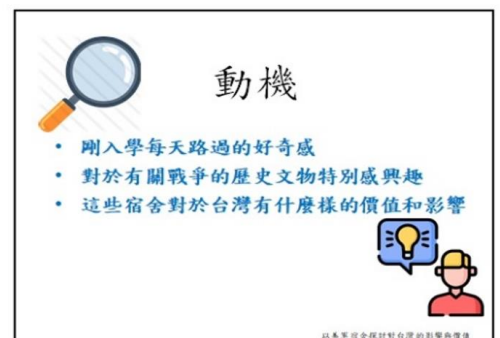 動機
• 剛入學每天路過的好奇感
• 對於有關戰爭的歷史文物特別感興趣
• 這些宿舍對於台灣有什麼樣的價值和影響